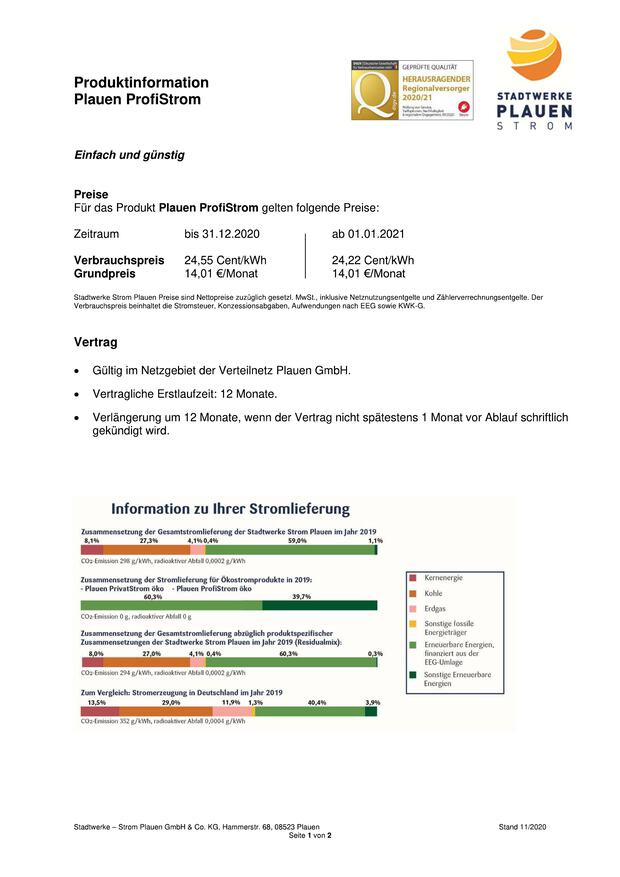 Produktinformation
Plauen ProfiStrom
GEPRÜFTE QUALITÄT
HERAUSRAGENDER
Regionalversorger
2020/21
STADTWERKE
PLAUEN
STROM
Einfach und günstig
Preise
Für das Produkt Plauen ProfiStrom gelten folgende Preise:
Zeitraum bis 31.12.2020 ab 01.01.2021
Verbrauchspreis 24,55 Cent/kWh 24,22 Cent/kWh
Grundpreis 14,01 €/Monat 14,01 €/Monat
Stadtwerke Strom Plauen Preise sind Nettopreise zuzüglich gesetzl. MwSt., inklusive Netznutzungsentgelte und Zählerverrechnungsentgelte. Der
Verbrauchspreis beinhaltet die Stromsteuer, Konzessionsabgaben, Aufwendungen nach EEG sowie KWK-G.
Vertrag
• Gültig im Netzgebiet der Verteilnetz Plauen GmbH.
• Vertragliche Erstlaufzeit: 12 Monate.
• Verlängerung um 12 Monate, wenn der Vertrag nicht spätestens 1 Monat vor Ablauf schriftlich
gekündigt wird.
Information zu Ihrer Stromlieferung
Zusammensetzung der Gesamtstromlieferung der Stadtwerke Strom Plauen im Jahr 2019
8,1% 27,3% 4,1% 0,4% 59,0% 1,1%
CO₂-Emission 298 g/kWh, radioaktiver Abfall 0,0002 g/kWh
Zusammensetzung der Stromlieferung für Ökostromprodukte in 2019:
- Plauen PrivatStrom öko - Plauen ProfiStrom öko
60,3% 39,7%
CO₂-Emission 0 g, radioaktiver Abfall 0 g
Zusammensetzung der Gesamtstromlieferung abzüglich produktspezifischer
Zusammensetzungen der Stadtwerke Strom Plauen im Jahr 2019 (Residualmix):
8,0% 27,0% 4,1% 0,4% 60,3% 0,3%
CO₂-Emission 294 g/kWh, radioaktiver Abfall 0,0002 g/kWh
Zum Vergleich: Stromerzeugung in Deutschland im Jahr 2019
13,5% 29,0% 11,9% 1,3% 40,4% 3,9%
CO₂-Emission 352 g/kWh, radioaktiver Abfall 0,0004 g/kWh
Kernenergie
Kohle
Erdgas
Sonstige fossile
Energieträger
Erneuerbare Energien,
finanziert aus der
EEG-Umlage
Sonstige Erneuerbare
Energien
Stadtwerke – Strom Plauen GmbH & Co. KG, Hammerstr. 68, 08523 Plauen Stand 11/2020
Seite 1 von 2